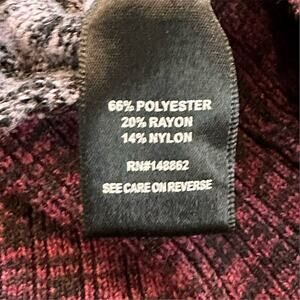 66% POLYESTER
20% RAYON
14% NYLON
RN#148862
SEE CARE ON REVERSE